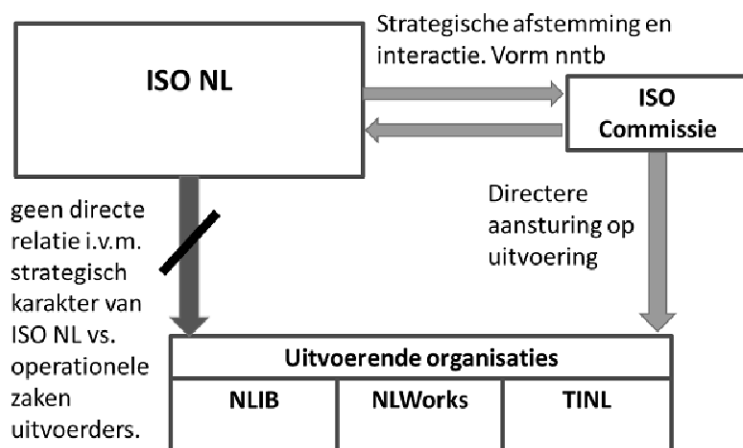 Strategische afstemming en
interactie. Vorm nntb
ISO NL
ISO
Commissie
geen directe
relatie i.v.m.
strategisch
karakter van
ISO NL vs.
operationele
zaken
uitvoerders.
Directere
aansturing op
uitvoering
Uitvoerende organisaties
NLIB
NLWorks
TINL